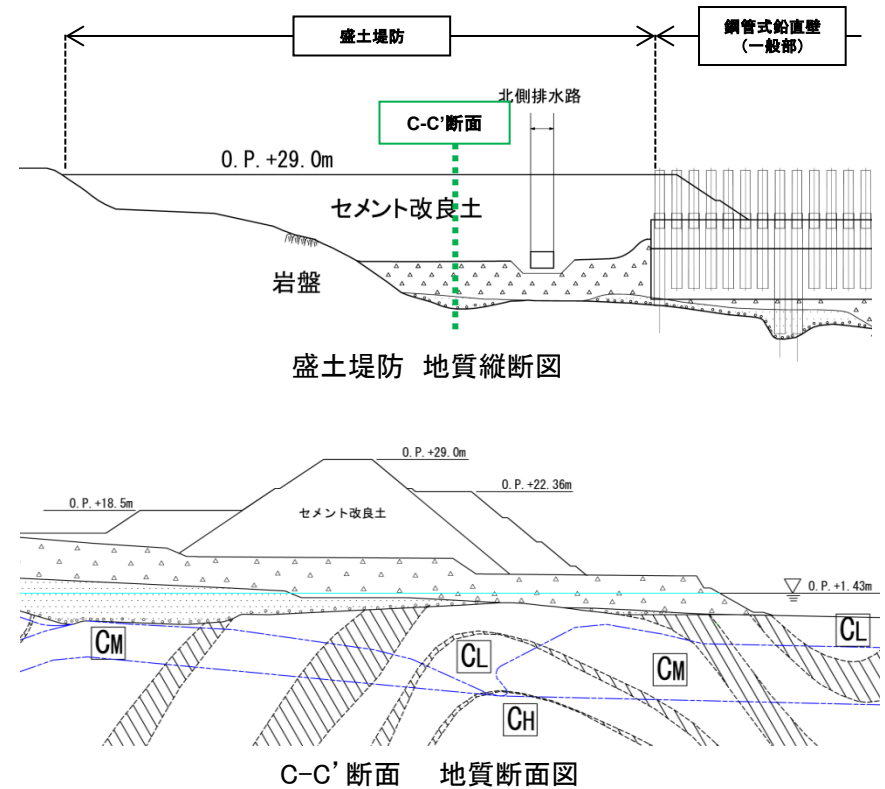 盛土堤防
鋼管式鉛直壁
（一般部）
北側排水路
C-C’断面
O.P.+29.0m
セメント改良土
岩盤
盛土堤防 地質縦断図
O.P.+29.0m
O.P.+22.36m
O.P.+18.5m
セメント改良土
O.P.+1.43m
CM
CL
CM
CL
CH
C-C’断面 地質断面図